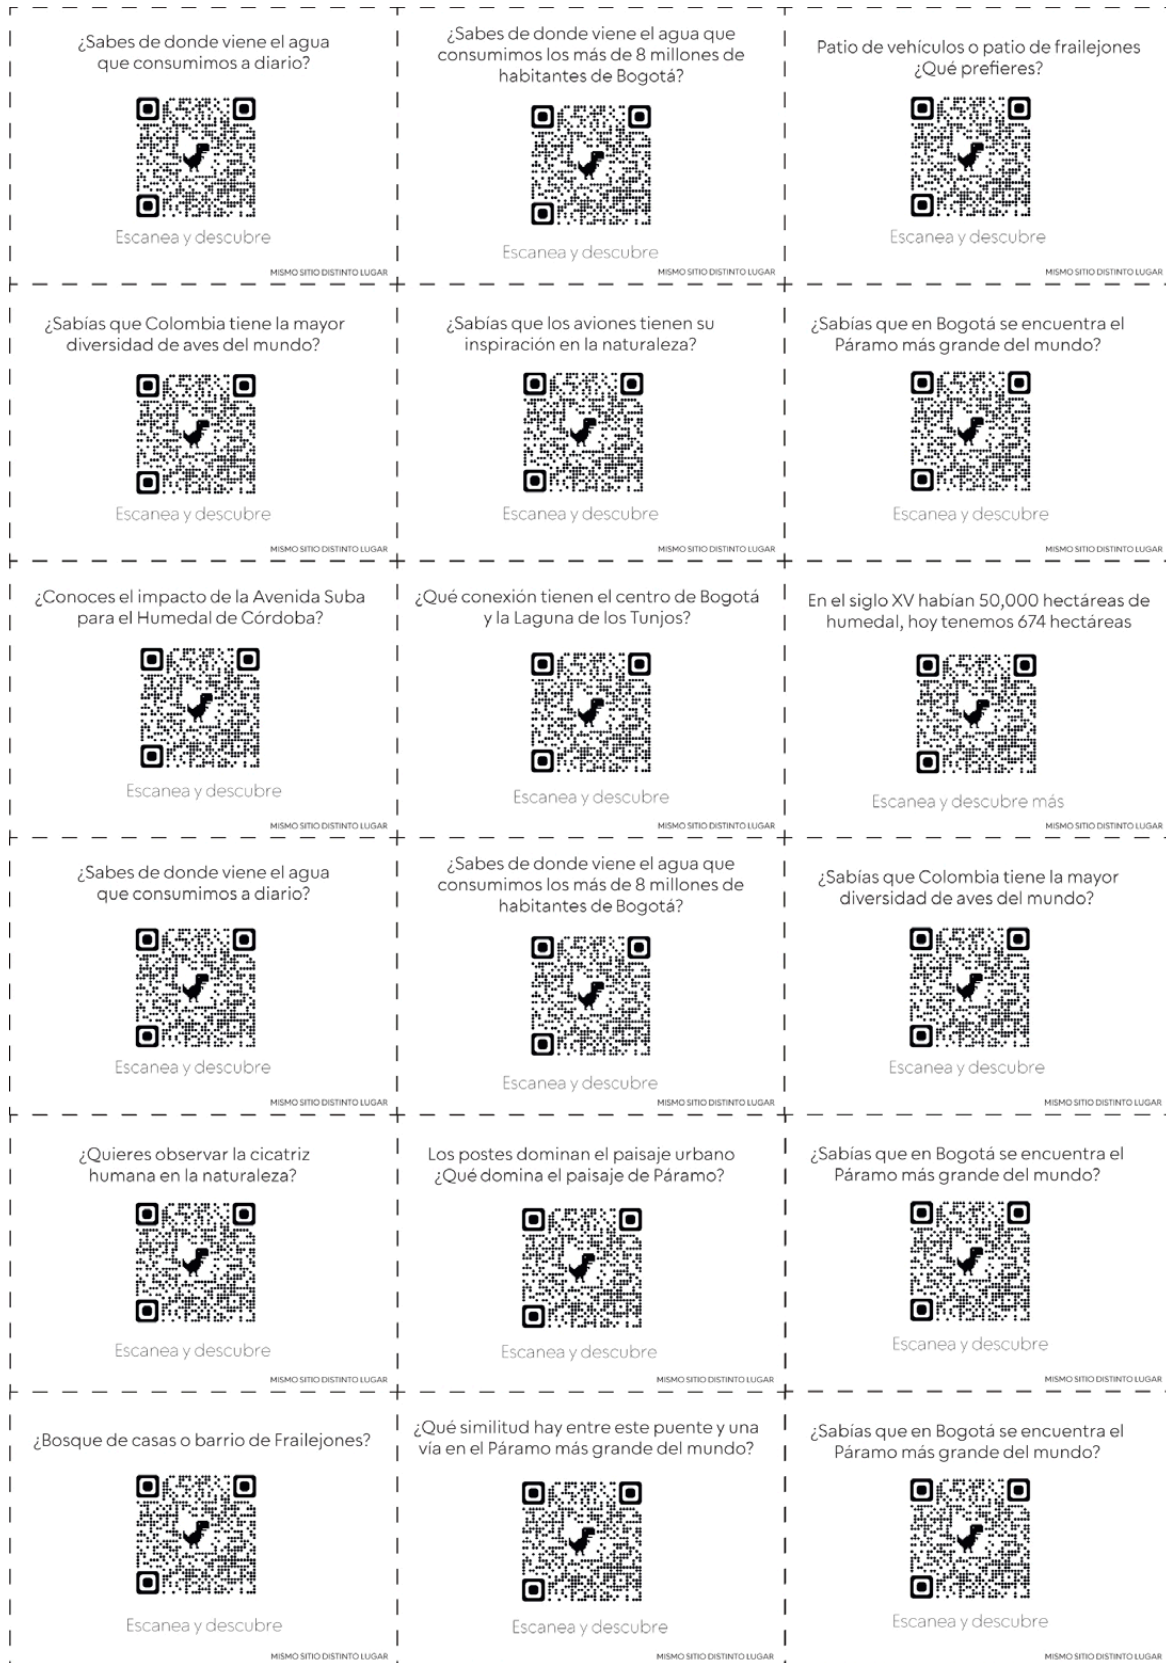 ¿Sabes de donde viene el agua
que consumimos a diario?
Escanea y descubre
MISMO SITIO DISTINTO LUGAR
¿Sabes de donde viene el agua que
consumimos los más de 8 millones de
habitantes de Bogotá?
Escanea y descubre
MISMO SITIO DISTINTO LUGAR
Patio de vehículos o patio de frailejones
¿Qué prefieres?
Escanea y descubre
MISMO SITIO DISTINTO LUGAR
¿Sabías que Colombia tiene la mayor
diversidad de aves del mundo?
Escanea y descubre
MISMO SITIO DISTINTO LUGAR
¿Sabías que los aviones tienen su
inspiración en la naturaleza?
Escanea y descubre
MISMO SITIO DISTINTO LUGAR
¿Sabías que en Bogotá se encuentra el
Páramo más grande del mundo?
Escanea y descubre
MISMO SITIO DISTINTO LUGAR
¿Conoces el impacto de la Avenida Suba
para el Humedal de Córdoba?
Escanea y descubre
MISMO SITIO DISTINTO LUGAR
¿Qué conexión tienen el centro de Bogotá
y la Laguna de los Tunjos?
Escanea y descubre
MISMO SITIO DISTINTO LUGAR
En el siglo XV habían 50,000 hectáreas de
humedal, hoy tenemos 674 hectáreas
Escanea y descubre más
MISMO SITIO DISTINTO LUGAR
¿Sabes de donde viene el agua
que consumimos a diario?
Escanea y descubre
MISMO SITIO DISTINTO LUGAR
¿Sabes de donde viene el agua que
consumimos los más de 8 millones de
habitantes de Bogotá?
Escanea y descubre
MISMO SITIO DISTINTO LUGAR
¿Sabías que Colombia tiene la mayor
diversidad de aves del mundo?
Escanea y descubre
MISMO SITIO DISTINTO LUGAR
¿Quieres observar la cicatriz
humana en la naturaleza?
Escanea y descubre
MISMO SITIO DISTINTO LUGAR
Los postes dominan el paisaje urbano
¿Qué domina el paisaje de Páramo?
Escanea y descubre
MISMO SITIO DISTINTO LUGAR
¿Sabías que en Bogotá se encuentra el
Páramo más grande del mundo?
Escanea y descubre
MISMO SITIO DISTINTO LUGAR
¿Bosque de casas o barrio de Frailejones?
Escanea y descubre
MISMO SITIO DISTINTO LUGAR
¿Qué similitud hay entre este puente y una
vía en el Páramo más grande del mundo?
Escanea y descubre
MISMO SITIO DISTINTO LUGAR
¿Sabías que en Bogotá se encuentra el
Páramo más grande del mundo?
Escanea y descubre
MISMO SITIO DISTINTO LUGAR